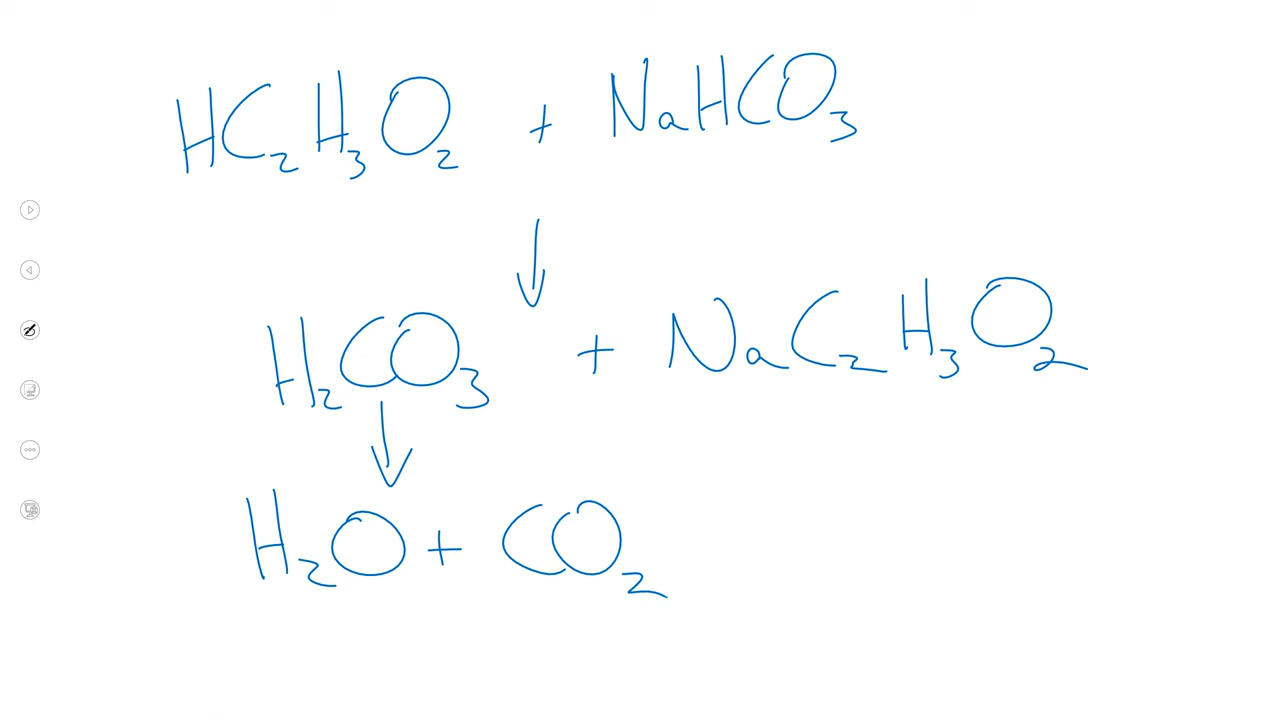 HC₂H₃O₂ + NaHCO₃
↓
H₂CO₃ + NaC₂H₃O₂
↓
H₂O + CO₂